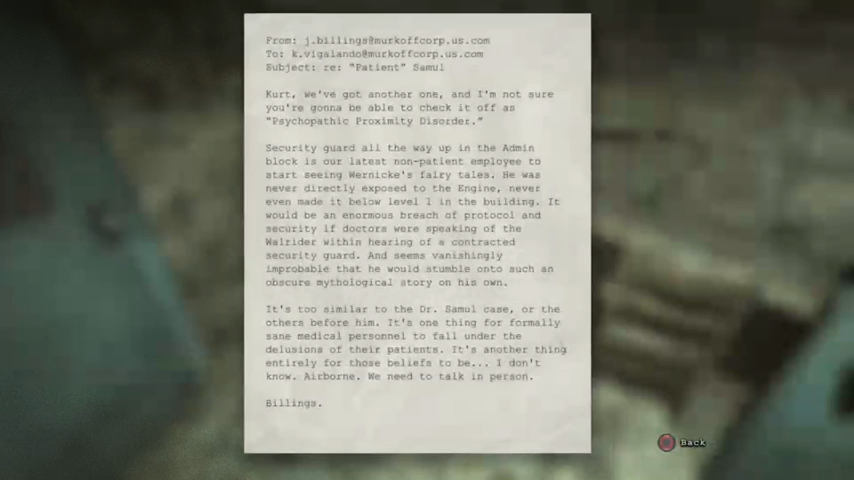 From: j.billings@murkoffcorp.us.com
To: k.vigalando@murkoffcorp.us.com
Subject: re: "Patient" Samul
Kurt, we've got another one, and I'm not sure
you're gonna be able to check it off as
"Psychopathic Proximity Disorder."
Security guard all the way up in the Admin
block is our latest non-patient employee to
start seeing Wernicke's fairy tales. He was
never directly exposed to the Engine, never
even made it below level 1 in the building. It
would be an enormous breach of protocol and
security if doctors were speaking of the
Walrider within hearing of a contracted
security guard. And seems vanishingly
improbable that he would stumble onto such an
obscure mythological story on his own.
It's too similar to the Dr. Samul case, or the
others before him. It's one thing for formally
sane medical personnel to fall under the
delusions of their patients. It's another thing
entirely for those beliefs to be... I don't
know. Airborne. We need to talk in person.
Billings.
Back